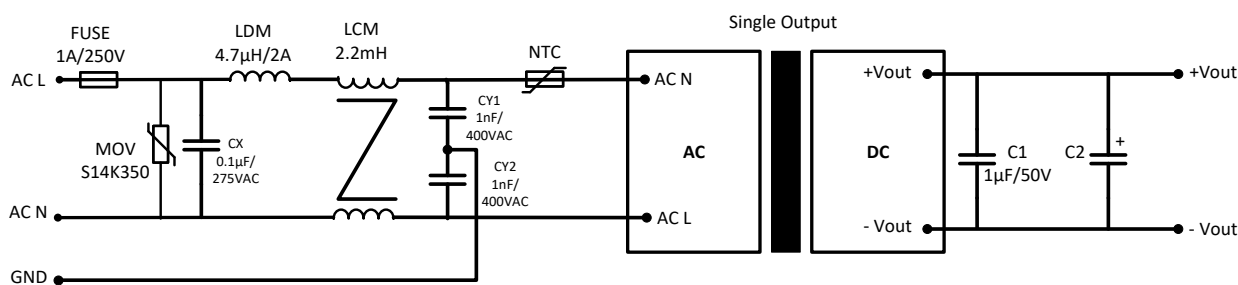 Single Output
FUSE
1A/250V
LDM
4.7µH/2A
LCM
2.2mH
NTC
AC L
AC N
+Vout
+Vout
CY1
1nF/
400VAC
MOV
S14K350
CX
0.1µF/
275VAC
AC
DC
C1
1µF/50V
C2
+
CY2
1nF/
400VAC
AC N
AC L
- Vout
- Vout
GND